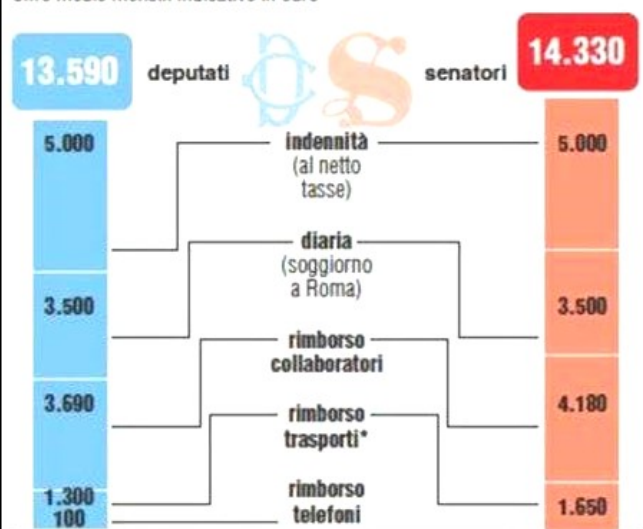 13.590 deputati CD S senatori 14.330
5.000 indennità 5.000
(al netto
tasse)
diaria
(soggiorno
a Roma)
3.500 3.500
rimborso
collaboratori
3.690 4.180
rimborso
trasporti*
1.300 rimborso 1.650
100 telefoni